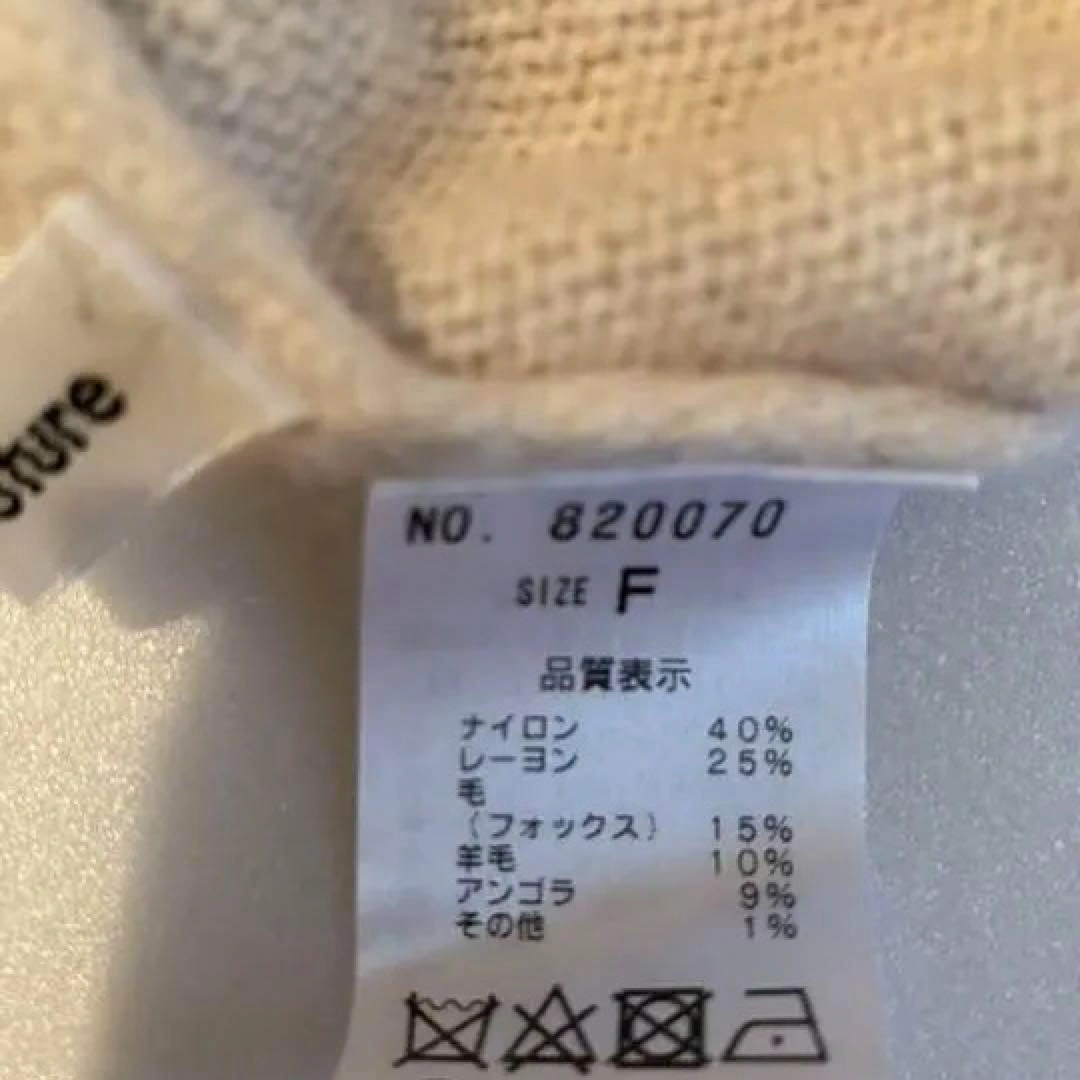 NO. 820070
SIZE F
品質表示
ナイロン 40%
レーヨン 25%
毛
(フォックス) 15%
羊毛 10%
アンゴラ 9%
その他 1%